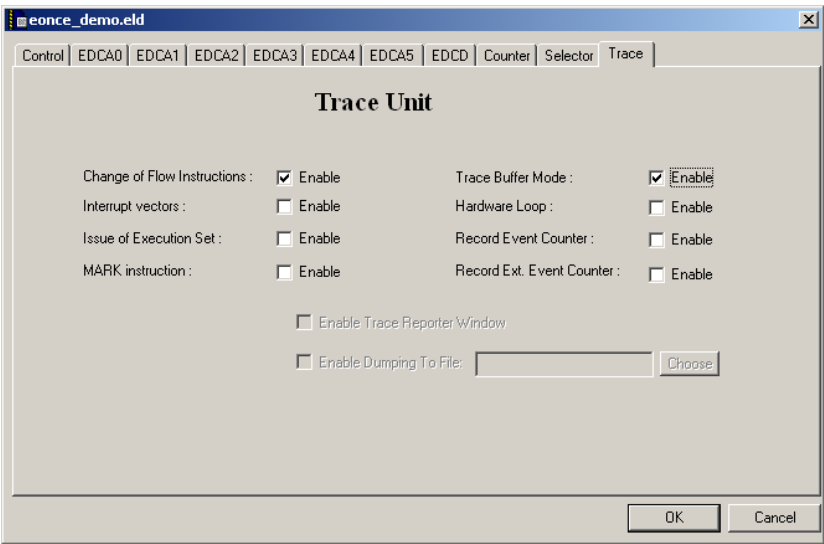 eonce_demo.eld
Control EDCA0 EDCA1 EDCA2 EDCA3 EDCA4 EDCA5 EDCD Counter Selector Trace
Trace Unit
Change of Flow Instructions : Enable Trace Buffer Mode : Enable
Interrupt vectors : Enable Hardware Loop : Enable
Issue of Execution Set : Enable Record Event Counter : Enable
MARK instruction : Enable Record Ext. Event Counter : Enable
Enable Trace Reporter Window
Enable Dumping To File: Choose
OK Cancel